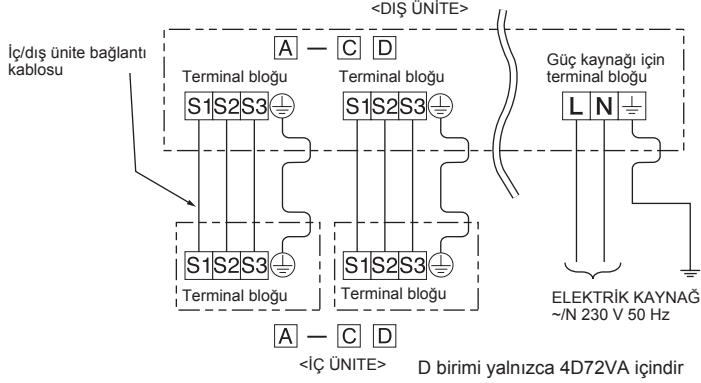 <DIŞ ÜNİTE>
İç/dış ünite bağlantı
kablosu
A — C D
Terminal bloğu
Terminal bloğu
Güç kaynağı için
terminal bloğu
S1 S2 S3
S1 S2 S3
L N
S1 S2 S3
S1 S2 S3
Terminal bloğu
Terminal bloğu
ELEKTRİK KAYNAĞ
~/N 230 V 50 Hz
A — C D
<İÇ ÜNITE>
D birimi yalnızca 4D72VA içindir